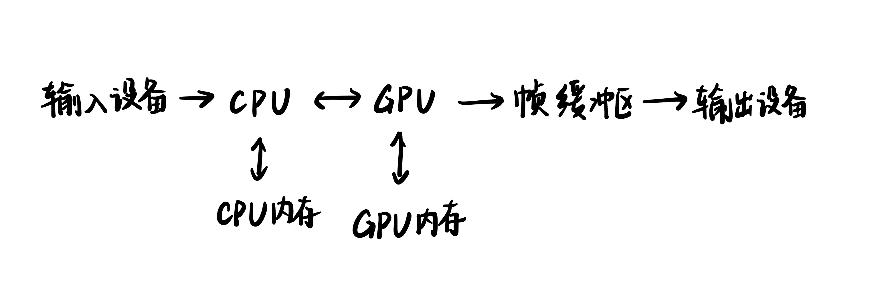 输入设备 → CPU ↔ GPU → 帧缓冲区 → 输出设备
↕ ↕
CPU内存 GPU内存